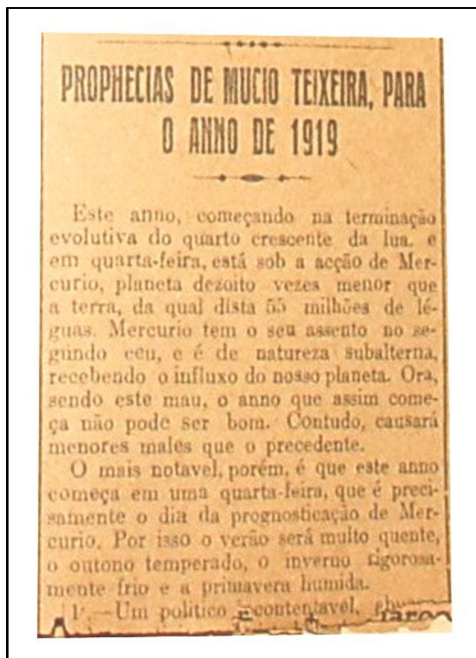 PROPHECIAS DE MUCIO TEIXEIRA, PARA
O ANNO DE 1919
Este anno, começando na terminação
evolutiva do quarto crescente da lua, e
em quarta-feira, está sob a acção de Mer-
curio, planeta dezoito vezes menor que
a terra, da qual dista 55 milhões de lé-
guas. Mercurio tem o seu assento no se-
gundo ceu, e é de natureza subalterna,
recebendo o influxo do nosso planeta. Ora,
sendo este mau, o anno que assim come-
ça não pode ser bom. Contudo, causará
menores males que o precedente.
O mais notavel, porém, é que este anno
começa em uma quarta-feira, que é preci-
samente o dia da prognosticação de Mer-
curio. Por isso o verão será multo quente,
o outono temperado, o inverno rigorosa-
mente frio e a primavera humida.
1º—Um politico